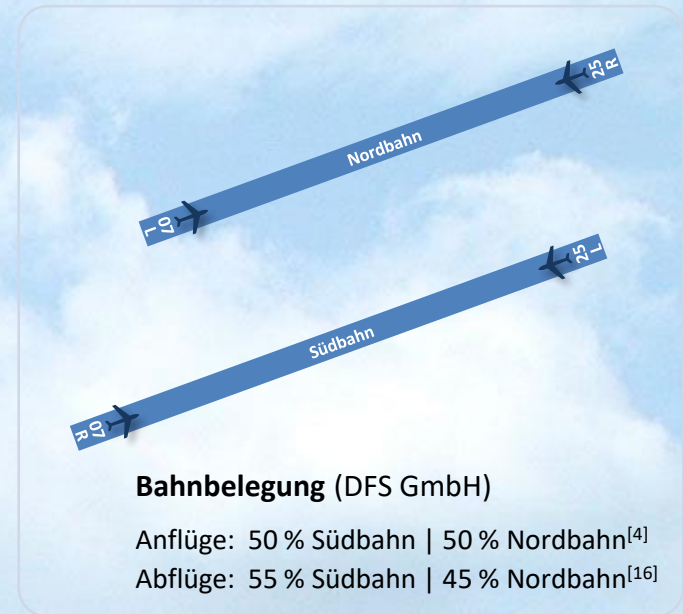 25
R
Nordbahn
07
L
25
L
Südbahn
07
R
Bahnbelegung (DFS GmbH)
Anflüge: 50 % Südbahn | 50 % Nordbahn[4]
Abflüge: 55 % Südbahn | 45 % Nordbahn[16]